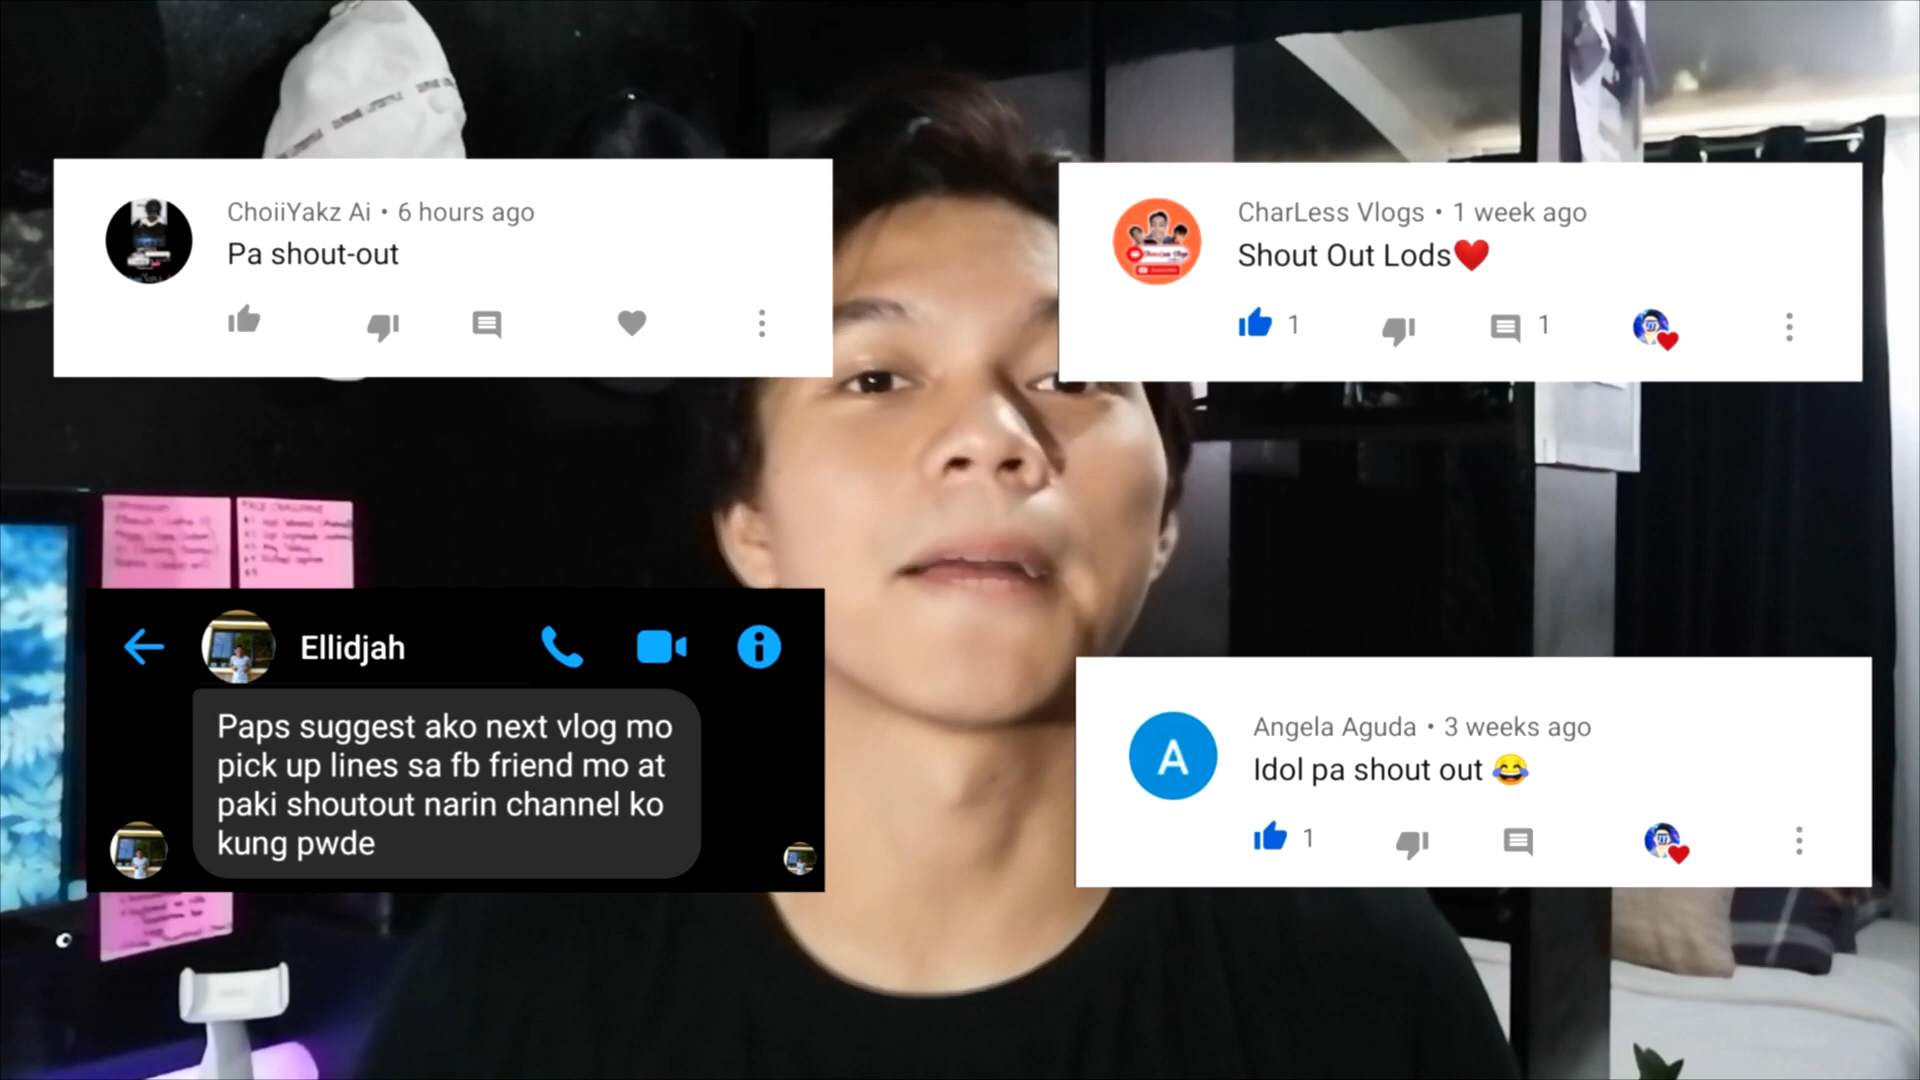 ChoiiYakz Ai • 6 hours ago
Pa shout-out
CharLess Vlogs • 1 week ago
Shout Out Lods❤️
1
1
Ellidjah
Paps suggest ako next vlog mo
pick up lines sa fb friend mo at
paki shoutout narin channel ko
kung pwde
A
Angela Aguda • 3 weeks ago
Idol pa shout out 😂
1